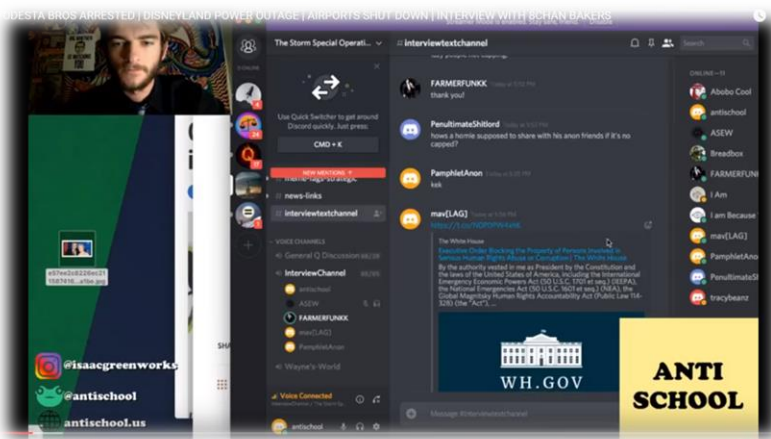 ODESTA BROS ARRESTED | DISNEYLAND POWER OUTAGE | AIRPORTS SHUT DOWN | INTERVIEW WITH 8CHAN BAKERS
The Storm Special Operati...
Use Quick Switcher to get around
Discord quickly. Just press:
CMD + K
NEW MENTIONS
# news-links
# interviewtextchannel
VOICE CHANNELS
General Q Discussion
InterviewChannel
antischool
ASEW
FARMERFUNKK
mav[LAG]
PamphletAnon
Wayne's-World
Voice Connected
antischool
# interviewtextchannel
Search
FARMERFUNKK
thank you!
PenultimateShitlord
hows a homie supposed to share with his anon friends if it's no
capped?
PamphletAnon
kek
mav[LAG]
The White House
Executive Order Blocking the Property of Persons Involved in
Serious Human Rights Abuse or Corruption | The White House
By the authority vested in me as President by the Constitution and
the laws of the United States of America, including the International
Emergency Economic Powers Act (50 U.S.C. 1701 et seq.) (IEEPA),
the National Emergencies Act (50 U.S.C. 1601 et seq.) (NEA), the
Global Magnitsky Human Rights Accountability Act (Public Law 114-
328) (the "Act"), ...
WH.GOV
Message #interviewtextchannel
ONLINE—11
Abobo Cool
antischool
ASEW
Breadbox
FARMERFUN
I Am
I am Because
mav[LAG]
PamphletAno
PenultimateS
tracybeanz
SHA
@isaacgreenworks
@antischool
antischool.us
ANTI
SCHOOL